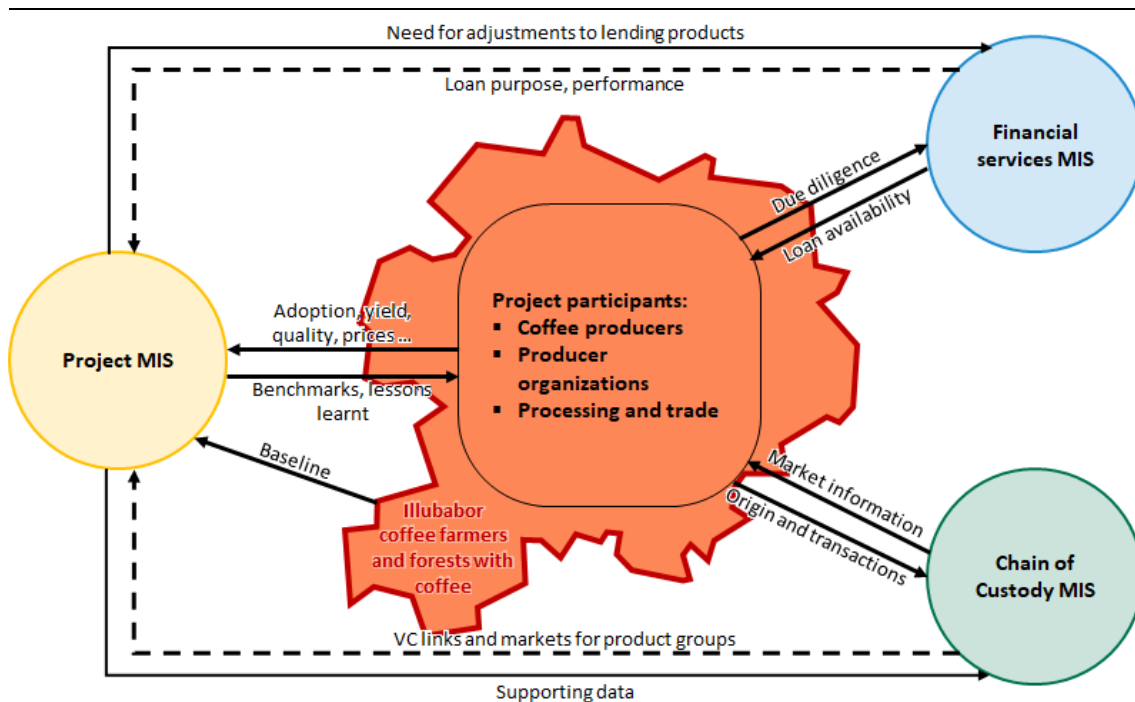 Need for adjustments to lending products
Loan purpose, performance
Financial
services MIS
Due diligence
Loan availability
Project participants:
▪ Coffee producers
▪ Producer
organizations
▪ Processing and trade
Adoption, yield,
quality, prices ...
Project MIS
Benchmarks, lessons
learnt
Baseline
Market information
Origin and transactions
Illubabor
coffee farmers
and forests with
coffee
Chain of
Custody MIS
VC links and markets for product groups
Supporting data